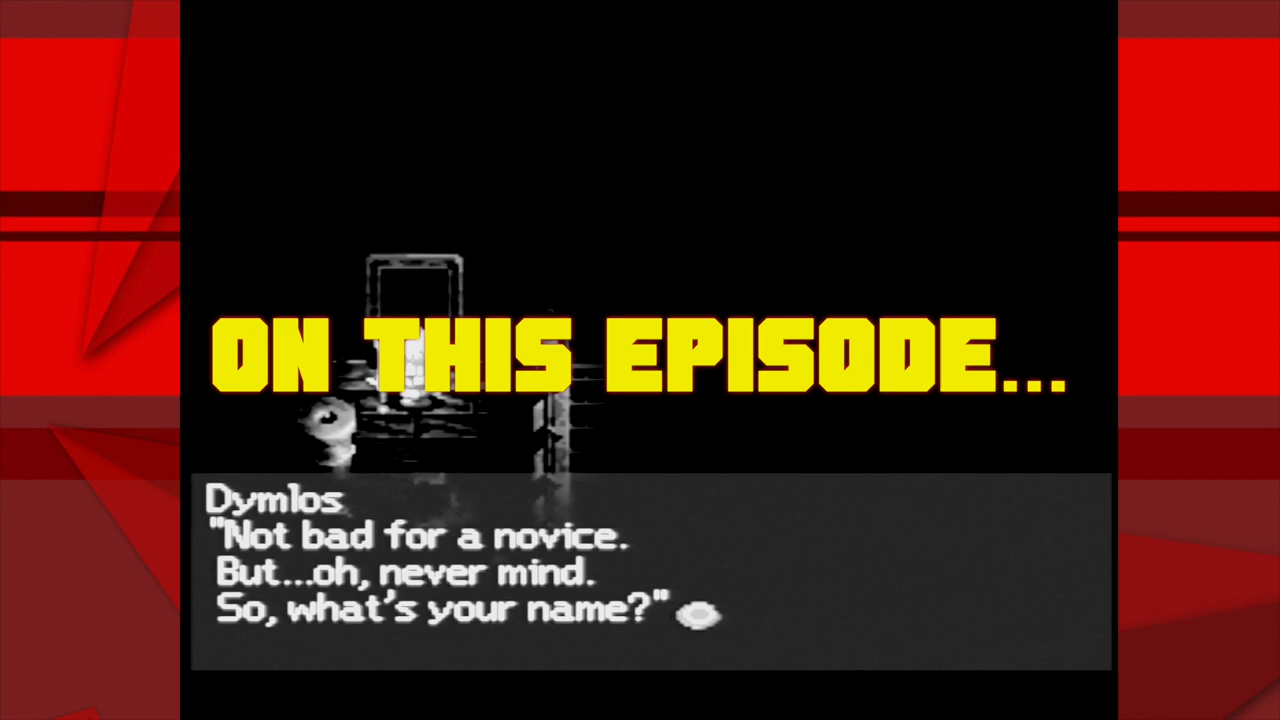 ON THIS EPISODE...
Dymlos
"Not bad for a novice.
But...oh, never mind.
So, what's your name?"